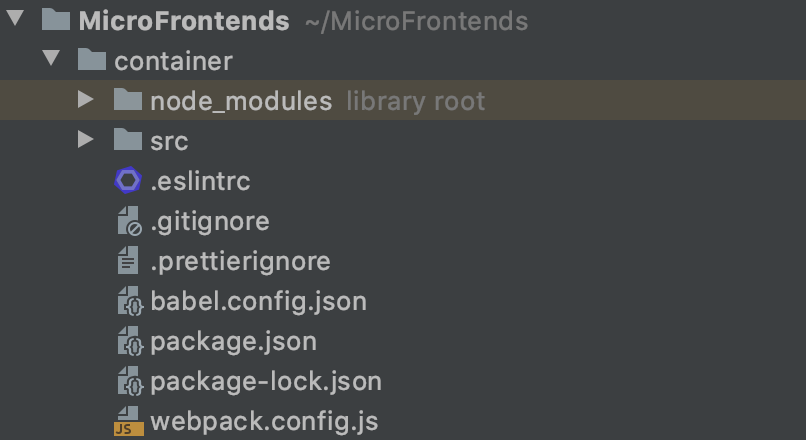 MicroFrontends ~/MicroFrontends
container
node_modules library root
src
.eslintrc
.gitignore
.prettierignore
babel.config.json
package.json
package-lock.json
JS webpack.config.js